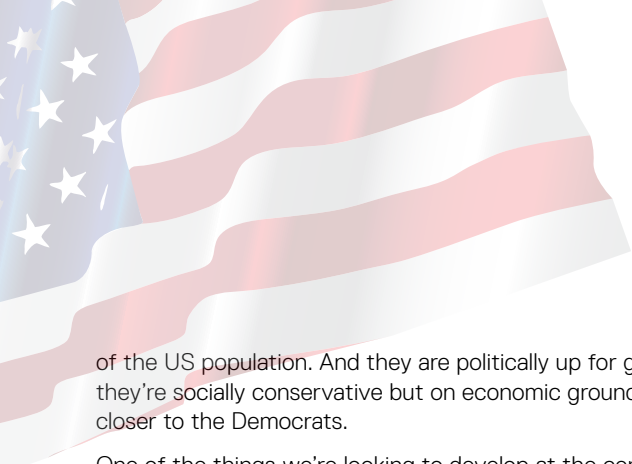 of the US population. And they are politically up for
they're socially conservative but on economic ground
closer to the Democrats.
One of the things we're looking to develop at the